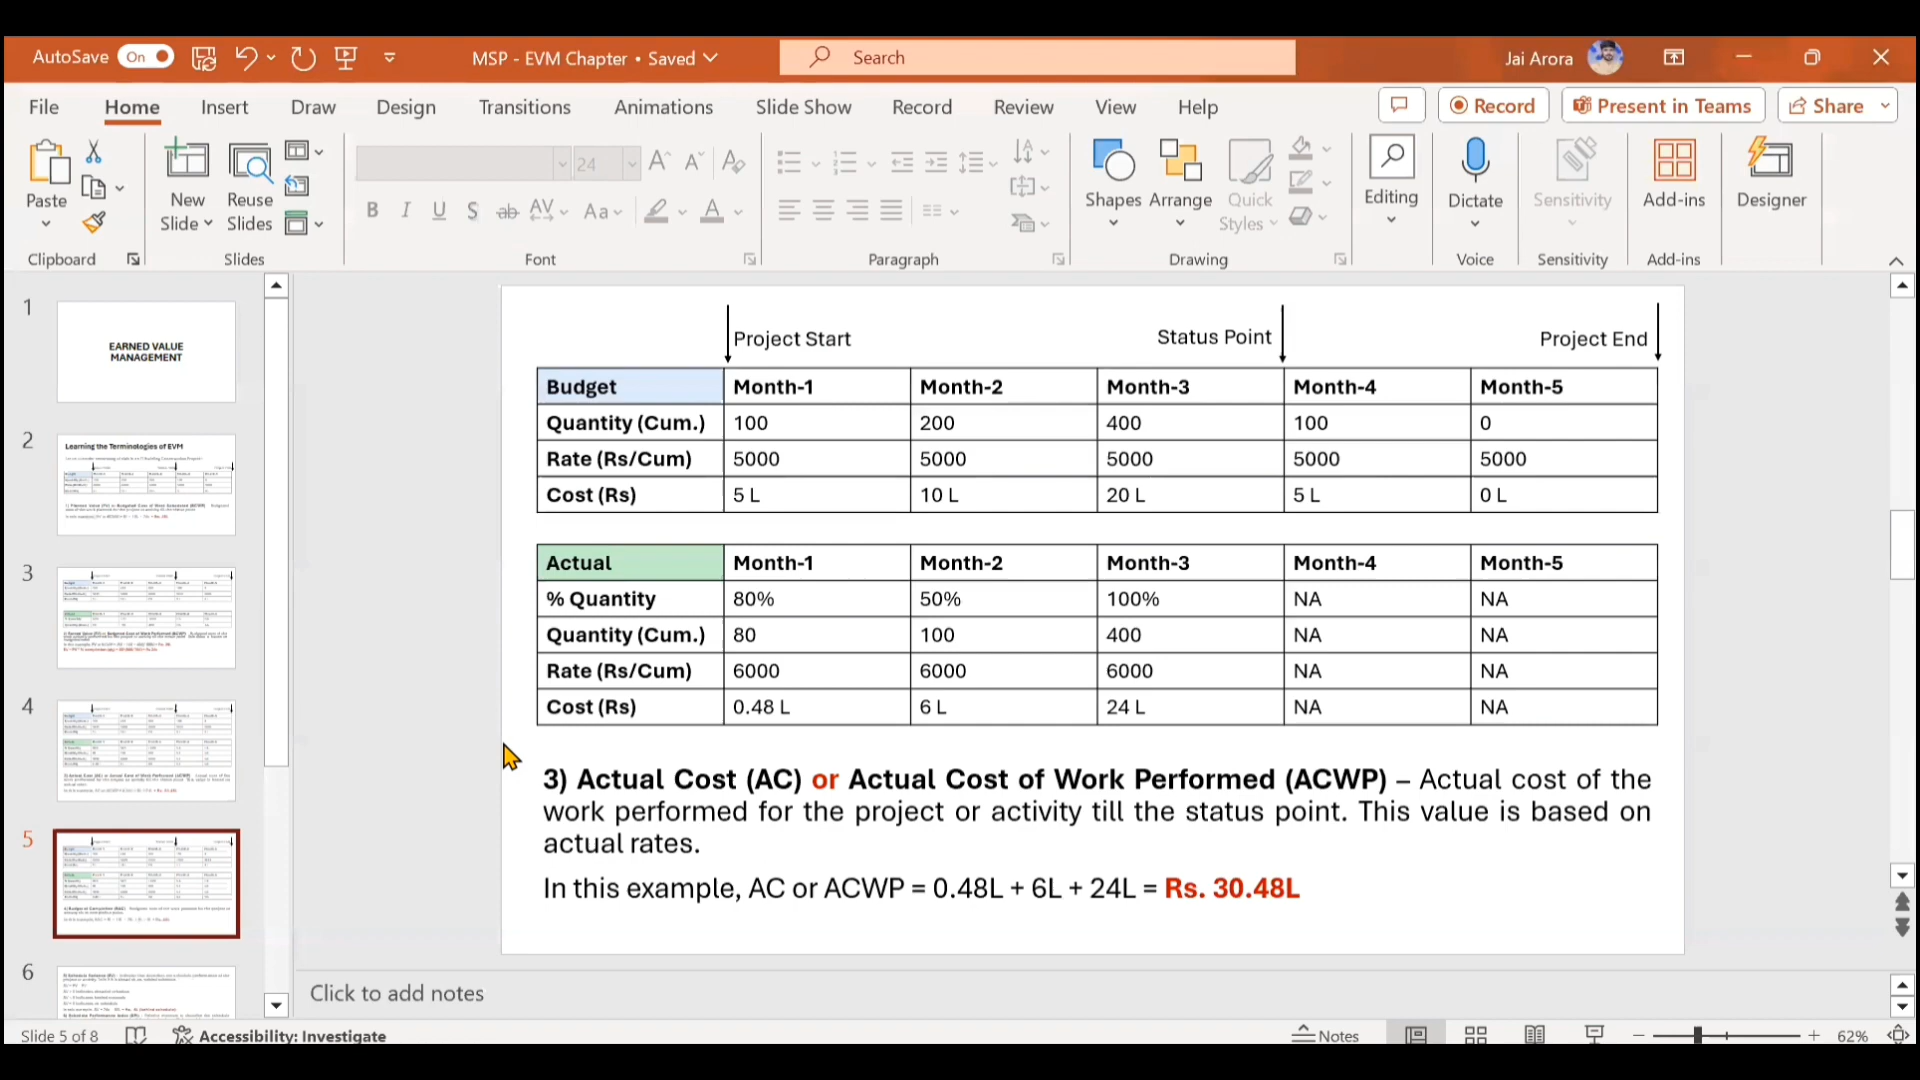 AutoSave On MSP - EVM Chapter • Saved Search Jai Arora
File Home Insert Draw Design Transitions Animations Slide Show Record Review View Help Record Present in Teams Share
Paste New Slide Reuse Slides 24 Shapes Arrange Quick Styles Editing Dictate Sensitivity Add-ins Designer
Clipboard Slides Font Paragraph Drawing Voice Sensitivity Add-ins
1
EARNED VALUE
MANAGEMENT
2
Learning the Terminologies of EVM
3
4
5
6
Project Start Status Point Project End
Budget Month-1 Month-2 Month-3 Month-4 Month-5
Quantity (Cum.) 100 200 400 100 0
Rate (Rs/Cum) 5000 5000 5000 5000 5000
Cost (Rs) 5 L 10 L 20 L 5 L 0 L
Actual Month-1 Month-2 Month-3 Month-4 Month-5
% Quantity 80% 50% 100% NA NA
Quantity (Cum.) 80 100 400 NA NA
Rate (Rs/Cum) 6000 6000 6000 NA NA
Cost (Rs) 0.48 L 6 L 24 L NA NA
3) Actual Cost (AC) or Actual Cost of Work Performed (ACWP) – Actual cost of the
work performed for the project or activity till the status point. This value is based on
actual rates.
In this example, AC or ACWP = 0.48L + 6L + 24L = Rs. 30.48L
Click to add notes
Slide 5 of 8 Accessibility: Investigate Notes 62%